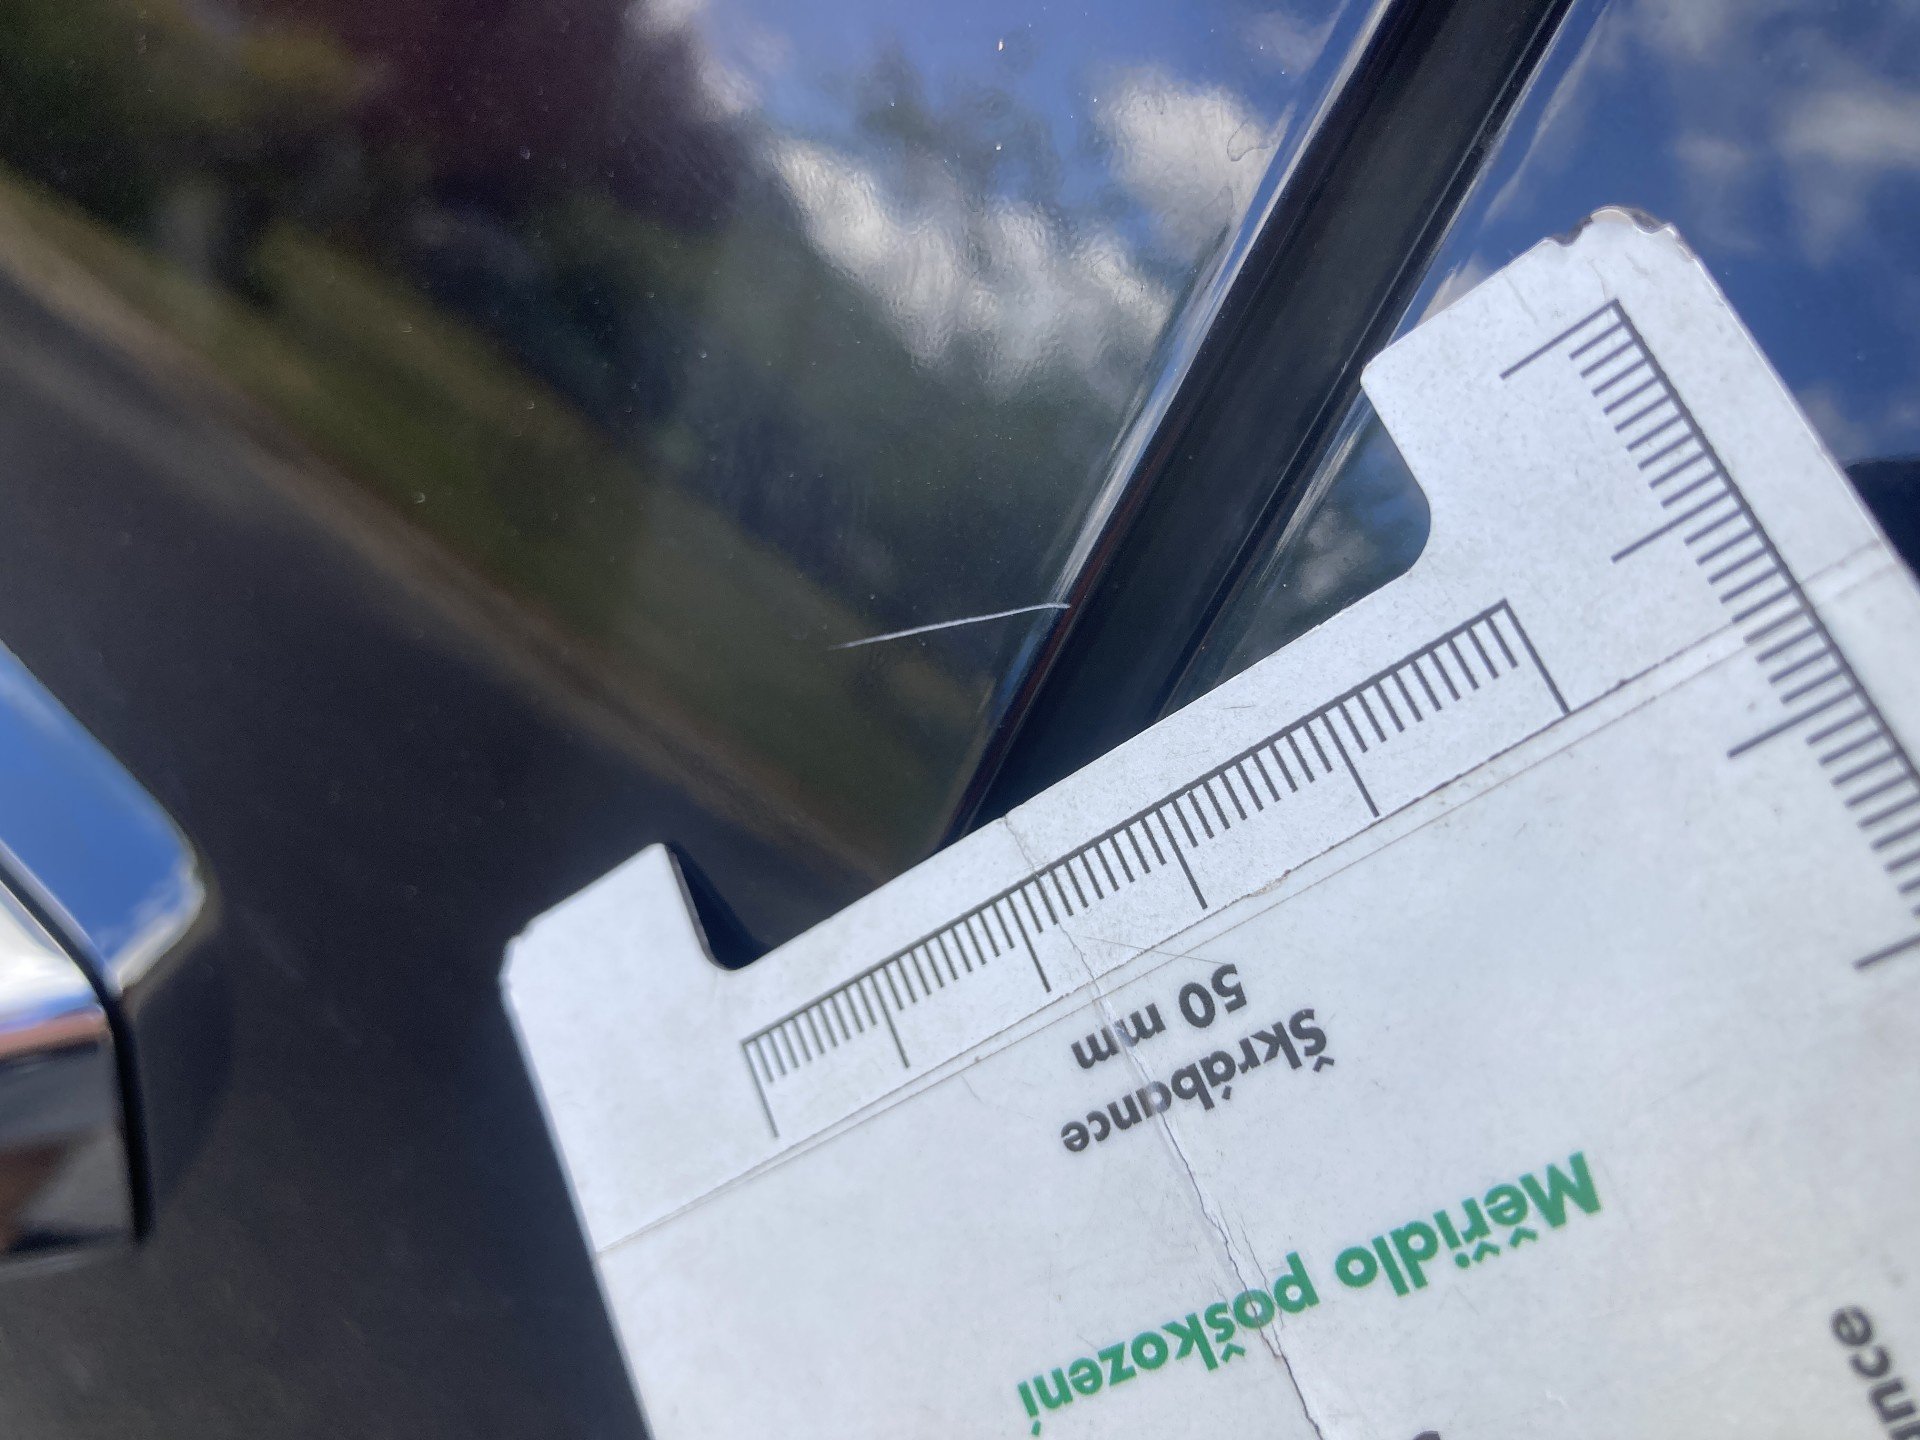 Měřidlo poškození
Škrábance
50 mm